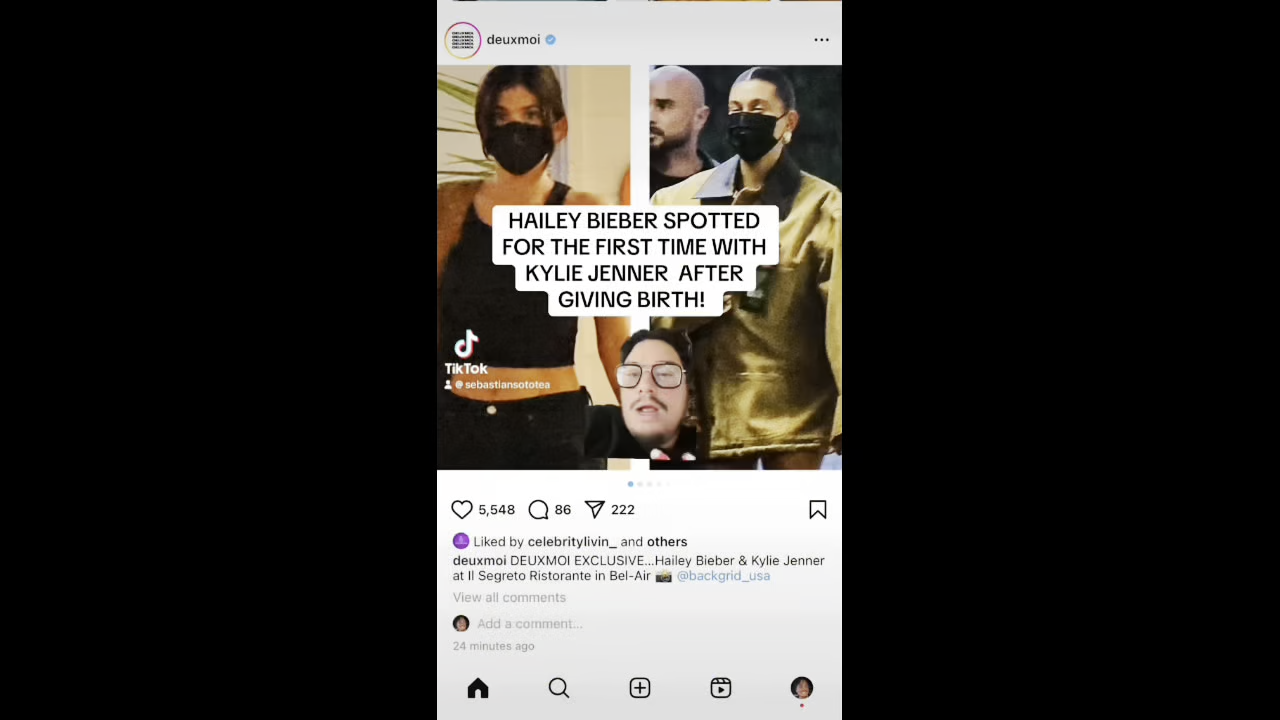 deuxmoi
HAILEY BIEBER SPOTTED
FOR THE FIRST TIME WITH
KYLIE JENNER AFTER
GIVING BIRTH!
TikTok
@sebastiansototea
5,548 86 222
Liked by celebritylivin_ and others
deuxmoi DEUXMOI EXCLUSIVE...Hailey Bieber & Kylie Jenner
at Il Segreto Ristorante in Bel-Air 📸 @backgrid_usa
View all comments
Add a comment...
24 minutes ago